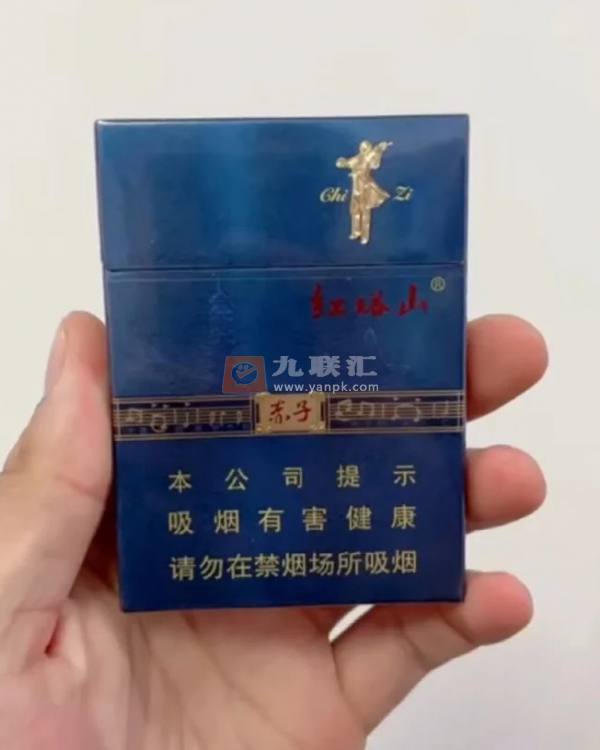 Chi Zi
红塔山®
九联汇
www.yanpk.com
赤子
本公司提示
吸烟有害健康
请勿在禁烟场所吸烟